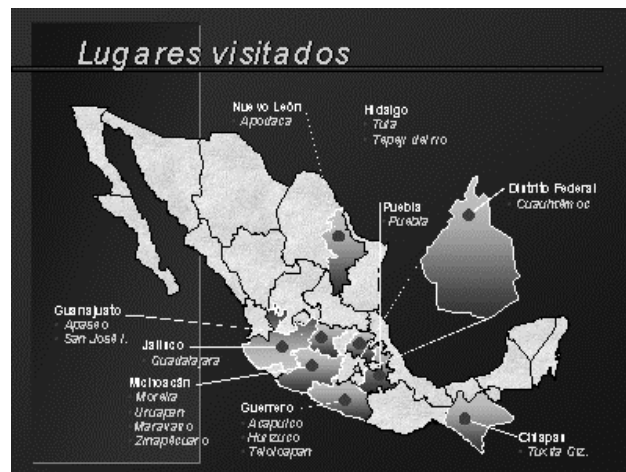 Lugares visitados
Nuevo León
Apodaca
Hidalgo
Tula
Tepeji del rio
Distrito Federal
Cuauhtémoc
Puebla
Puebla
Guanajuato
Apaseo
San José I.
Jalisco
Guadalajara
Michoacán
Morelia
Uruapan
Maravatio
Zinapécuaro
Guerrero
Acapulco
Huitzuco
Teloloapan
Chiapas
Tuxtla Gtz.